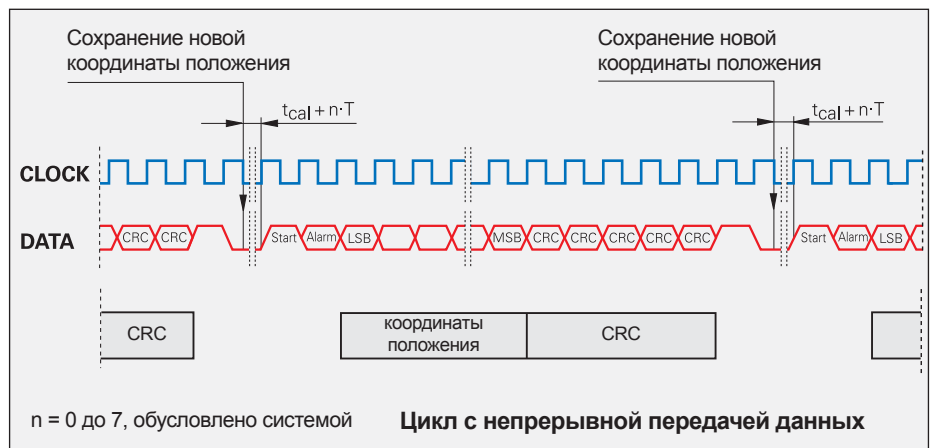 Сохранение новой
координаты положения
Сохранение новой
координаты положения
tcal + n·T
tcal + n·T
CLOCK
DATA
CRC CRC Start Alarm LSB MSB CRC CRC CRC CRC CRC Start Alarm LSB
CRC
координаты
положения
CRC
n = 0 до 7, обусловлено системой
Цикл с непрерывной передачей данных